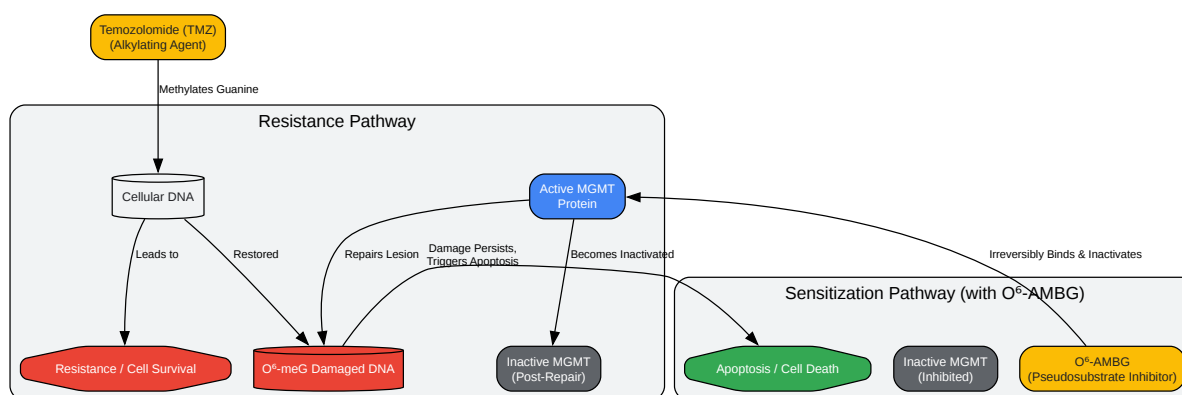 Temozolomide (TMZ)
(Alkylating Agent)
Methylates Guanine
Resistance Pathway
Cellular DNA
Active MGMT
Protein
Leads to
Restored
Repairs Lesion
Damage Persists,
Triggers Apoptosis
Becomes Inactivated
Irreversibly Binds & Inactivates
Sensitization Pathway (with O⁶-AMBG)
Resistance / Cell Survival
O⁶-meG Damaged DNA
Inactive MGMT
(Post-Repair)
Apoptosis / Cell Death
Inactive MGMT
(Inhibited)
O⁶-AMBG
(Pseudosubstrate Inhibitor)